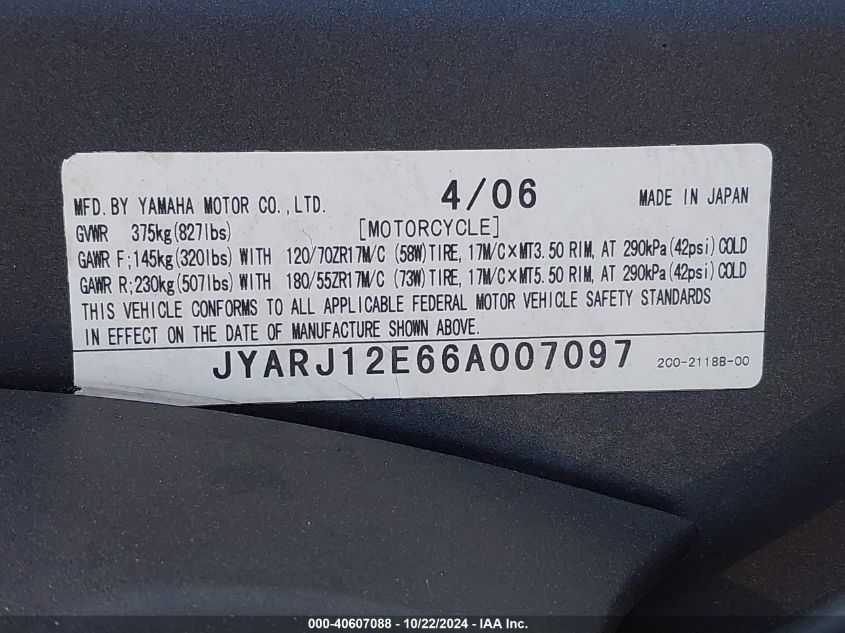 MFD. BY YAMAHA MOTOR CO., LTD. 4/06 MADE IN JAPAN
GVWR 375kg(827lbs) [MOTORCYCLE]
GAWR F;145kg(320lbs) WITH 120/70ZR17M/C (58W)TIRE, 17M/C×MT3.50 RIM, AT 290kPa(42psi)COLD
GAWR R;230kg(507lbs) WITH 180/55ZR17M/C (73W)TIRE, 17M/C×MT5.50 RIM, AT 290kPa(42psi)COLD
THIS VEHICLE CONFORMS TO ALL APPLICABLE FEDERAL MOTOR VEHICLE SAFETY STANDARDS
IN EFFECT ON THE DATE OF MANUFACTURE SHOWN ABOVE.
JYARJ12E66A007097 2C0-2118B-00
000-40607088 - 10/22/2024 - IAA Inc.